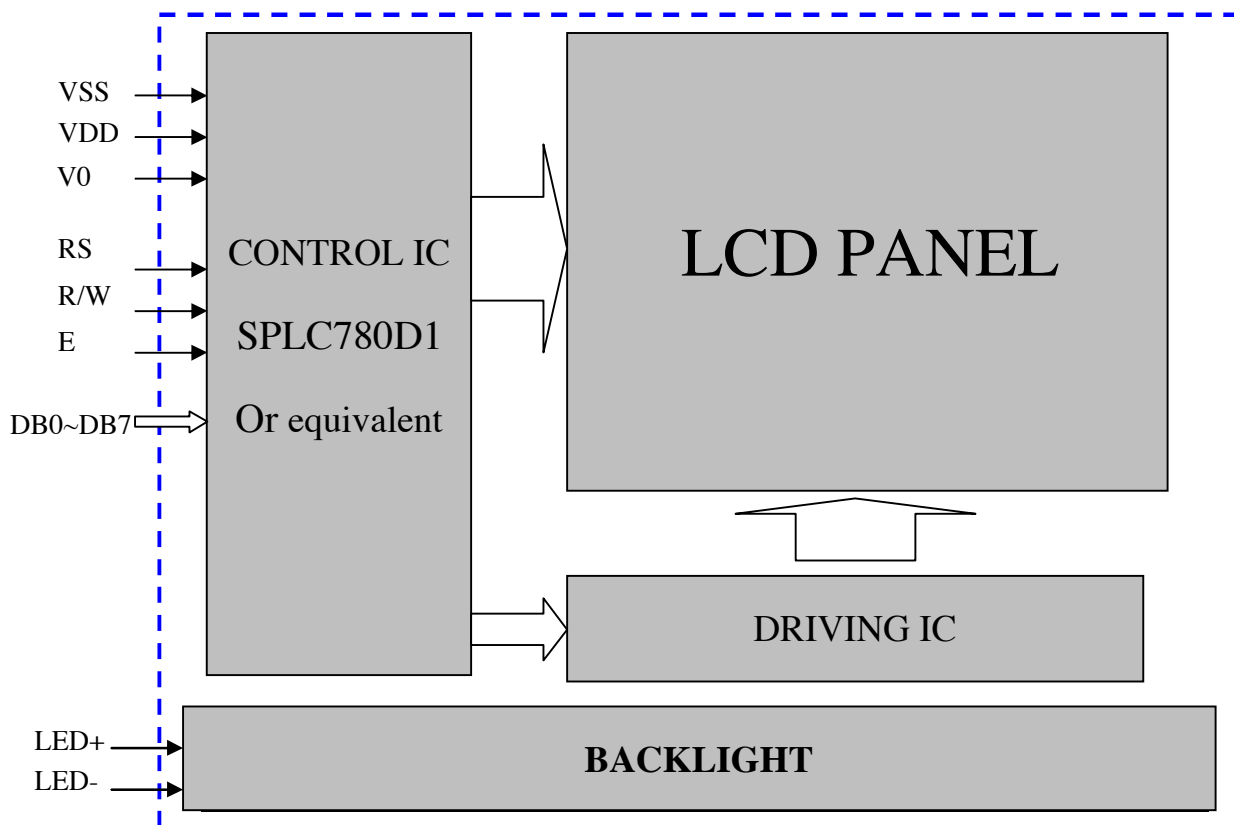 VSS
VDD
V0
RS
R/W
E
DB0~DB7
CONTROL IC
SPLC780D1
Or equivalent
LCD PANEL
DRIVING IC
LED+
LED-
BACKLIGHT